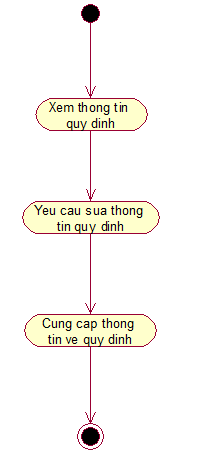 Xem thong tin
quy dinh
Yeu cau sua thong
tin quy dinh
Cung cap thong
tin ve quy dinh